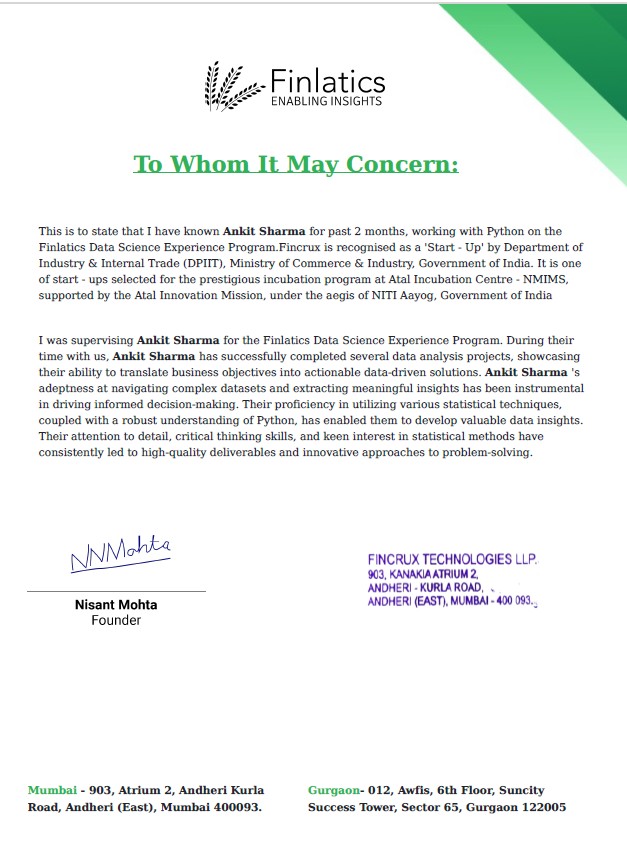 Finlatics
ENABLING INSIGHTS
To Whom It May Concern:
This is to state that I have known Ankit Sharma for past 2 months, working with Python on the
Finlatics Data Science Experience Program.Fincrux is recognised as a 'Start - Up' by Department of
Industry & Internal Trade (DPIIT), Ministry of Commerce & Industry, Government of India. It is one
of start - ups selected for the prestigious incubation program at Atal Incubation Centre - NMIMS,
supported by the Atal Innovation Mission, under the aegis of NITI Aayog, Government of India
I was supervising Ankit Sharma for the Finlatics Data Science Experience Program. During their
time with us, Ankit Sharma has successfully completed several data analysis projects, showcasing
their ability to translate business objectives into actionable data-driven solutions. Ankit Sharma 's
adeptness at navigating complex datasets and extracting meaningful insights has been instrumental
in driving informed decision-making. Their proficiency in utilizing various statistical techniques,
coupled with a robust understanding of Python, has enabled them to develop valuable data insights.
Their attention to detail, critical thinking skills, and keen interest in statistical methods have
consistently led to high-quality deliverables and innovative approaches to problem-solving.
NNMohta
Nisant Mohta
Founder
FINCRUX TECHNOLOGIES LLP.
903, KANAKIA ATRIUM 2,
ANDHERI - KURLA ROAD,
ANDHERI (EAST), MUMBAI - 400 093.
Mumbai - 903, Atrium 2, Andheri Kurla
Road, Andheri (East), Mumbai 400093.
Gurgaon- 012, Awfis, 6th Floor, Suncity
Success Tower, Sector 65, Gurgaon 122005